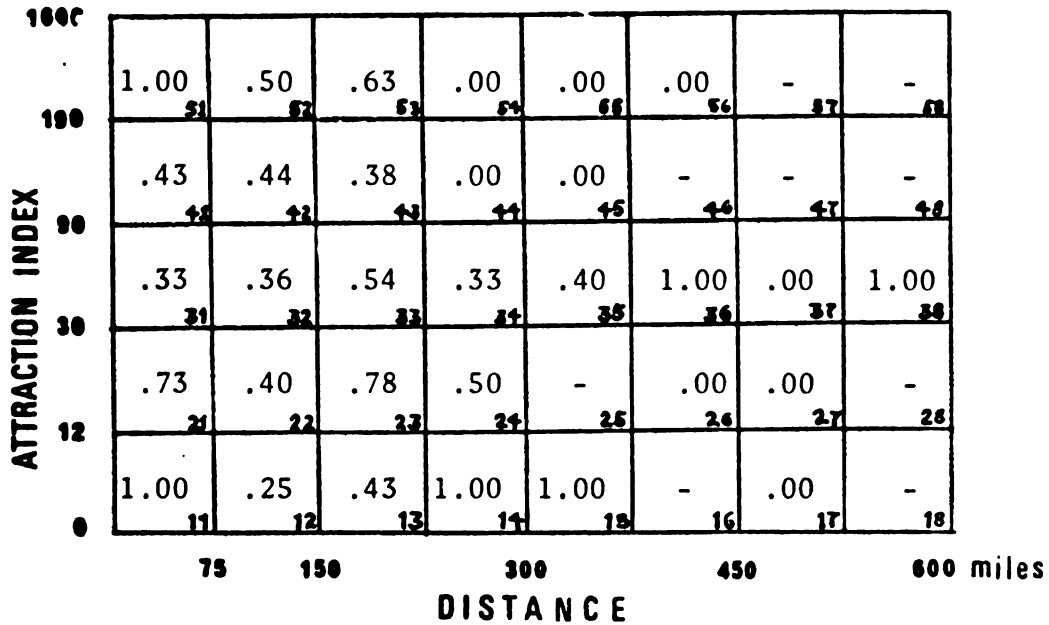 1000
1.00 .50 .63 .00 .00 .00 - -
51 52 53 54 55 56 57 58
190
.43 .44 .38 .00 .00 - - -
41 42 43 44 45 46 47 48
90
.33 .36 .54 .33 .40 1.00 .00 1.00
31 32 33 34 35 36 37 38
30
.73 .40 .78 .50 - .00 .00 -
21 22 23 24 25 26 27 28
12
1.00 .25 .43 1.00 1.00 - .00 -
11 12 13 14 15 16 17 18
0
75 150 300 450 600 miles
DISTANCE
ATTRACTION INDEX